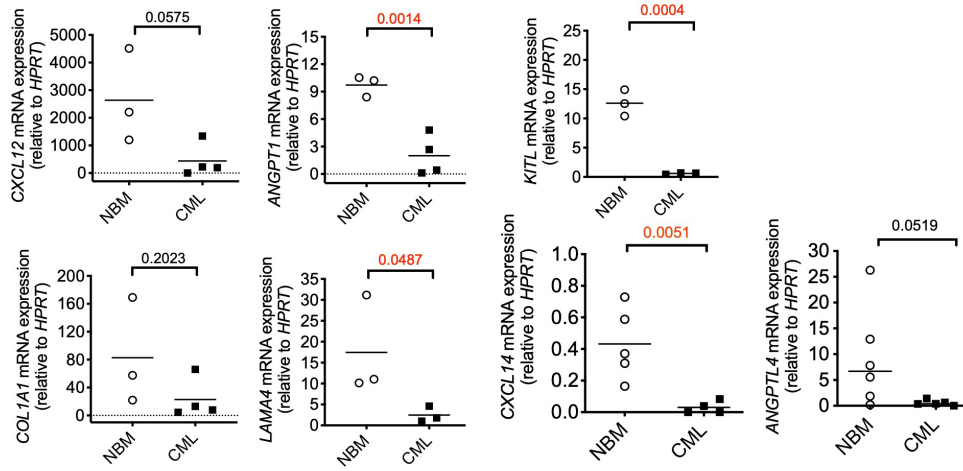 0.0575
CXCL12 mRNA expression
(relative to HPRT)
5000
4000
3000
2000
1000
0
NBM
CML
0.0014
ANGPT1 mRNA expression
(relative to HPRT)
15
12
9
6
3
0
NBM
CML
0.0004
KITL mRNA expression
(relative to HPRT)
25
20
15
10
5
0
NBM
CML
0.2023
COL1A1 mRNA expression
(relative to HPRT)
200
160
120
80
40
0
NBM
CML
0.0487
LAMA4 mRNA expression
(relative to HPRT)
35
30
25
20
15
10
5
0
NBM
CML
0.0051
CXCL14 mRNA expression
(relative to HPRT)
1.0
0.8
0.6
0.4
0.2
0.0
NBM
CML
0.0519
ANGPTL4 mRNA expression
(relative to HPRT)
30
25
20
15
10
5
0
NBM
CML